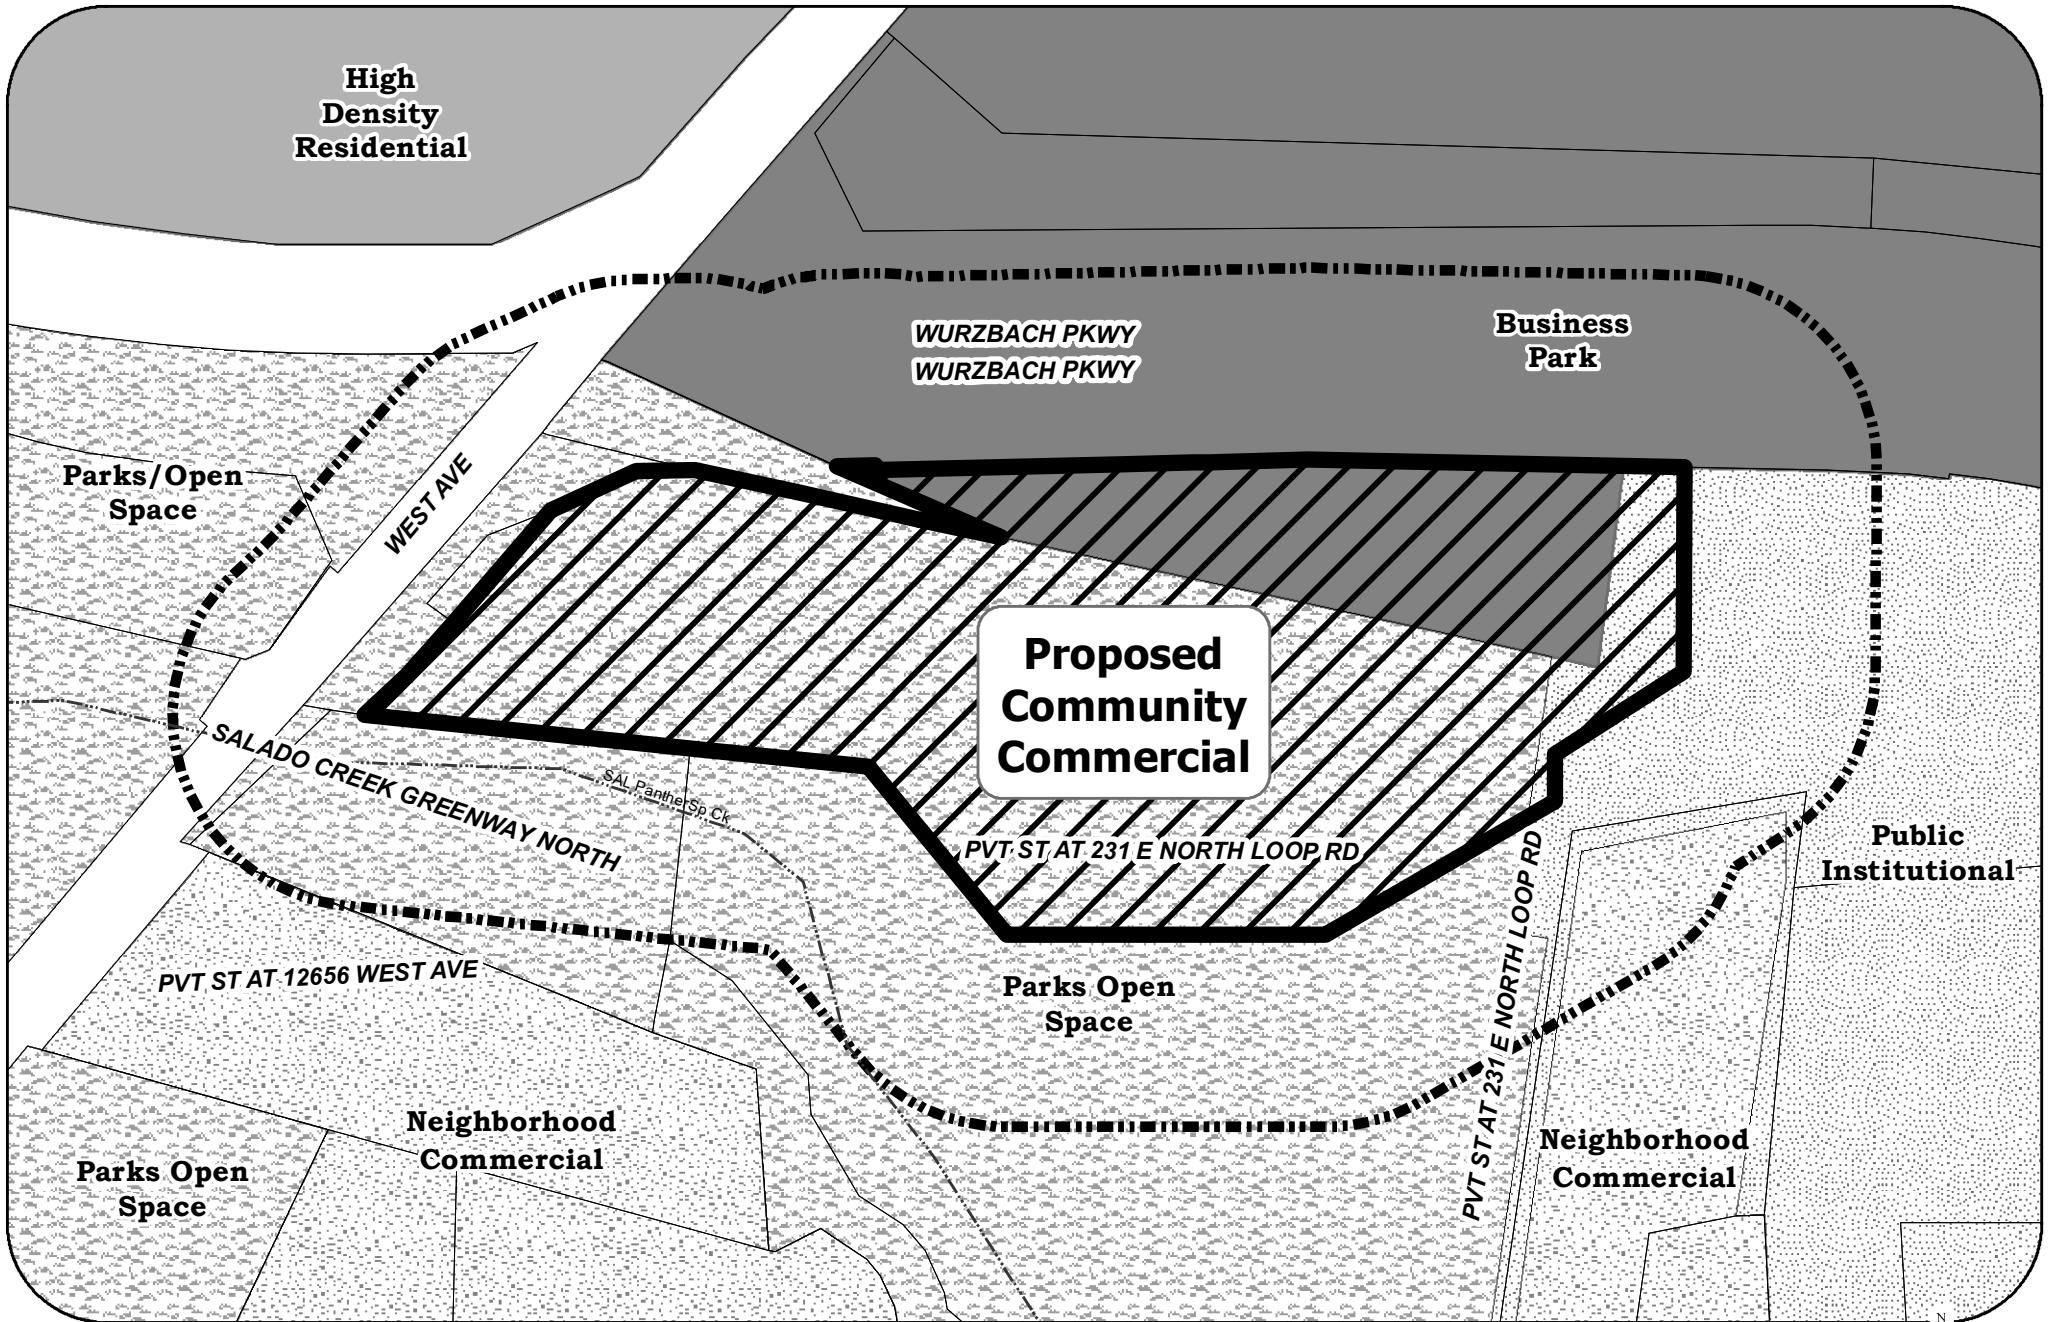 High
Density
Residential
WURZBACH PKWY
WURZBACH PKWY
Business
Park
Parks/Open
Space
WEST AVE
Proposed
Community
Commercial
SALADO CREEK GREENWAY NORTH
SAL PantherSp Ck
PVT ST AT 231 E NORTH LOOP RD
PVT ST AT 231 E NORTH LOOP RD
Public
Institutional
PVT ST AT 12656 WEST AVE
Parks Open
Space
Neighborhood
Commercial
Neighborhood
Commercial
Parks Open
Space
N